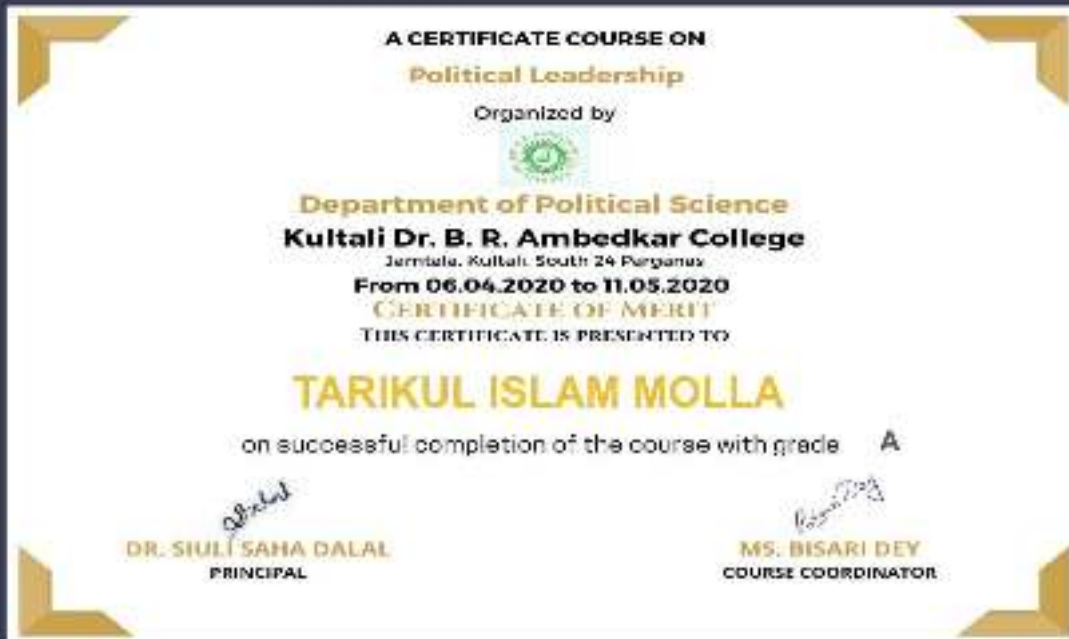 A CERTIFICATE COURSE ON
Political Leadership
Organized by
Department of Political Science
Kultali Dr. B. R. Ambedkar College
Jamtala, Kultali, South 24 Parganas
From 06.04.2020 to 11.05.2020
CERTIFICATE OF MERIT
THIS CERTIFICATE IS PRESENTED TO
TARIKUL ISLAM MOLLA
on successful completion of the course with grade A
DR. SIULI SAHA DALAL
PRINCIPAL
MS. BISARI DEY
COURSE COORDINATOR